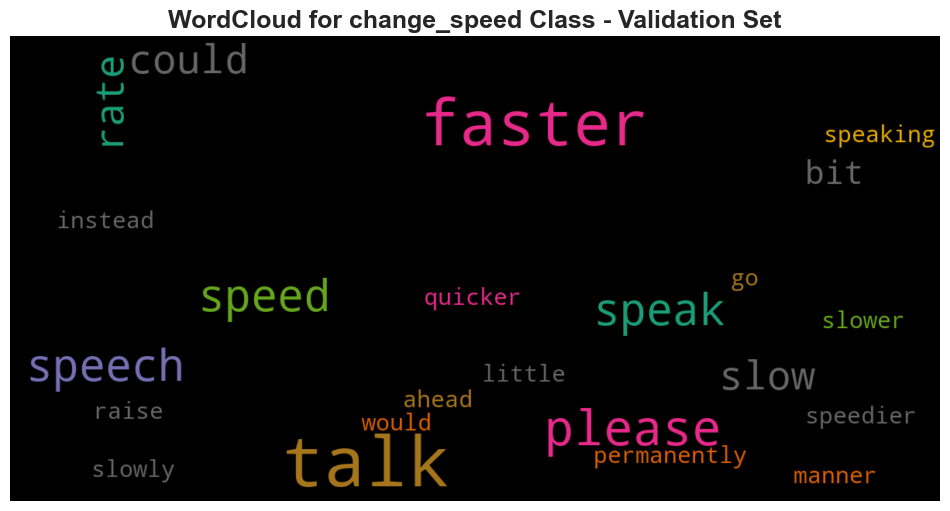 WordCloud for change_speed Class - Validation Set
could
rate
faster
speaking
bit
instead
go
speed
quicker
speak
slower
speech
little
slow
ahead
raise
speedier
would
please
permanently
talk
slowly
manner